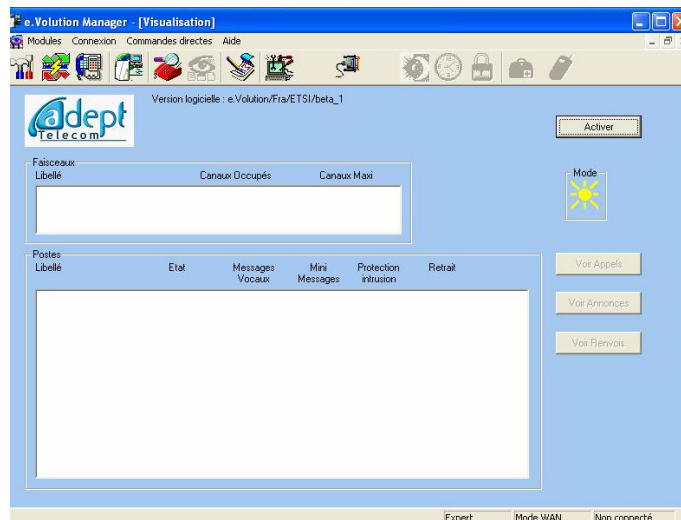 e.Volution Manager - [Visualisation]
Modules Connexion Commandes directes Aide
adept
Telecom
Version logicielle : e.Volution/Fra/ETSI/beta_1
Activer
Faisceaux
Libellé Canaux Occupés Canaux Maxi
Mode
Postes
Libellé Etat Messages Vocaux Mini Messages Protection intrusion Retrait
Voir Appels
Voir Annonces
Voir Renvois
Expert Mode WAN Non connecté